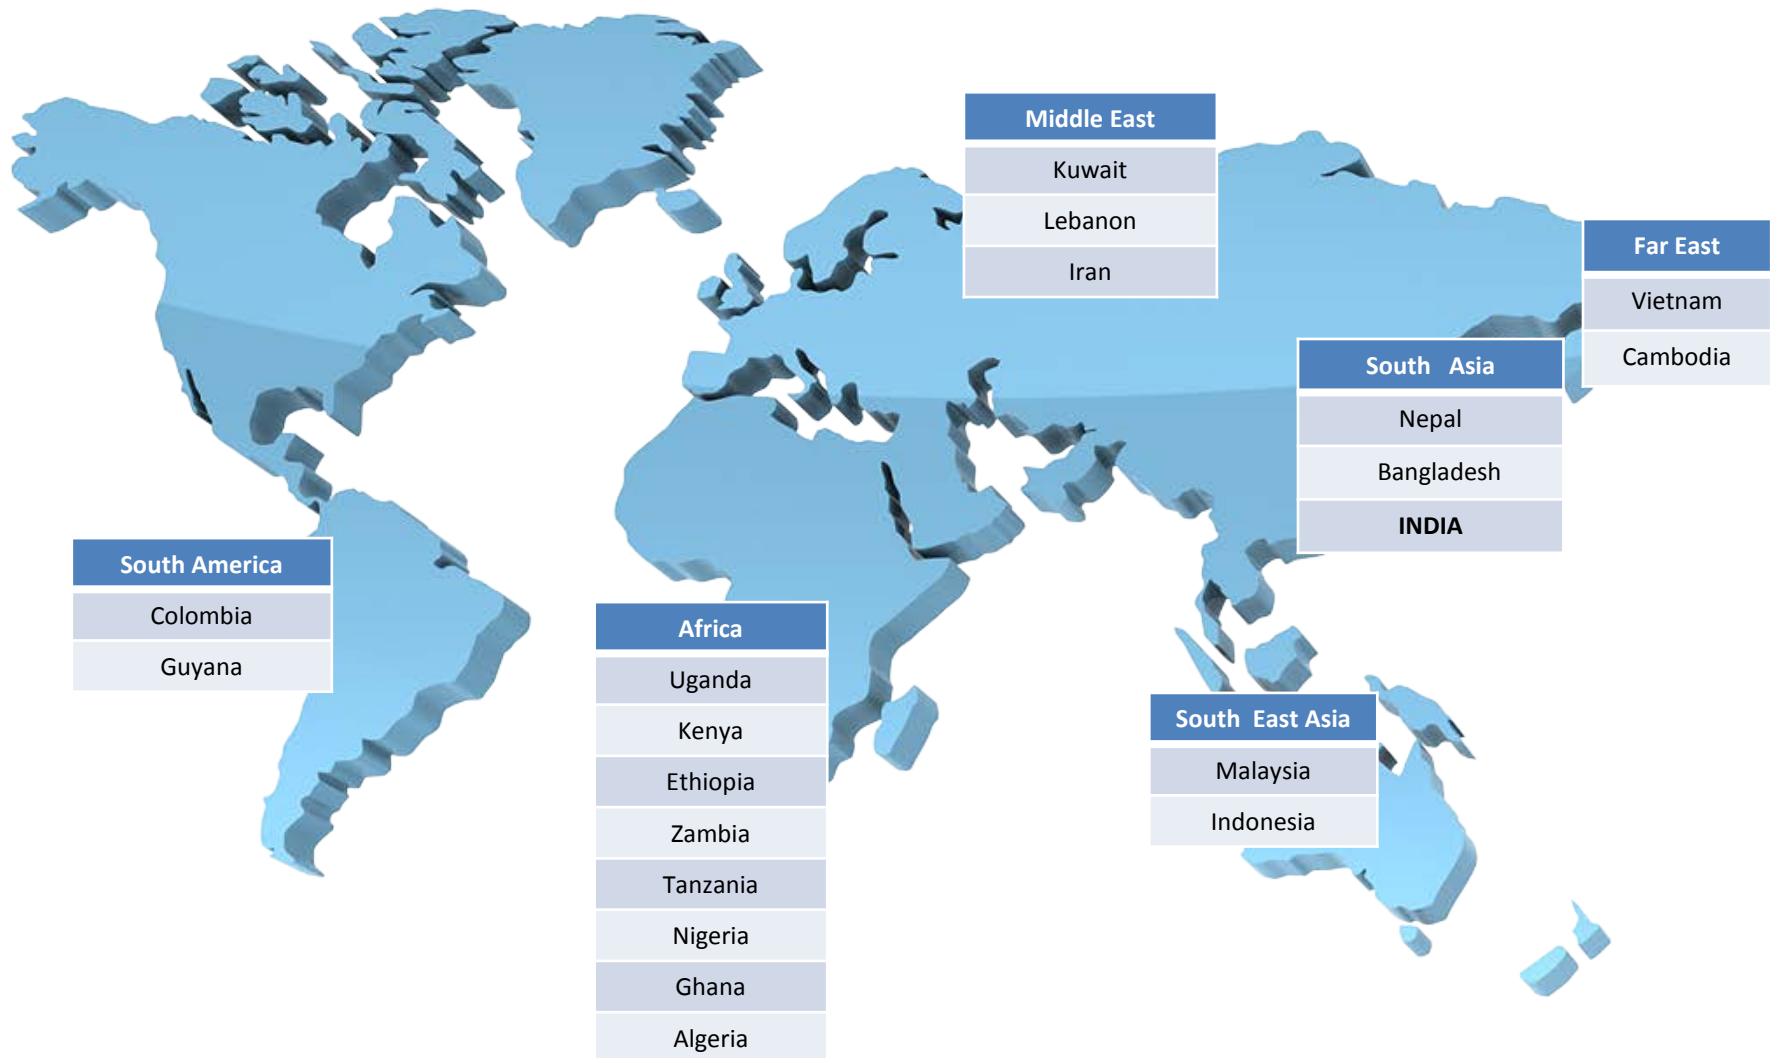 Middle East
Kuwait
Lebanon
Iran
Far East
Vietnam
Cambodia
South Asia
Nepal
Bangladesh
INDIA
South America
Colombia
Guyana
Africa
Uganda
Kenya
Ethiopia
Zambia
Tanzania
Nigeria
Ghana
Algeria
South East Asia
Malaysia
Indonesia